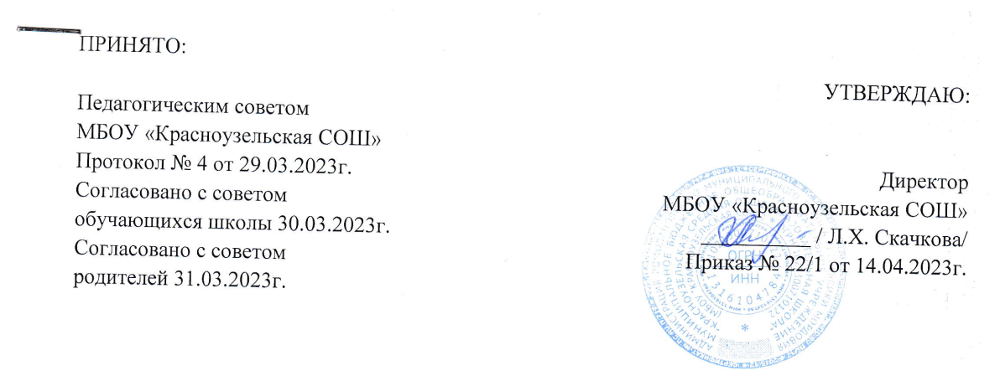 ПРИНЯТО:
Педагогическим советом
МБОУ «Красноузельская СОШ»
Протокол № 4 от 29.03.2023г.
Согласовано с советом
обучающихся школы 30.03.2023г.
Согласовано с советом
родителей 31.03.2023г.
УТВЕРЖДАЮ:
Директор
МБОУ «Красноузельская СОШ»
/ Л.Х. Скачкова/
Приказ № 22/1 от 14.04.2023г.
ОГРН
ИНН